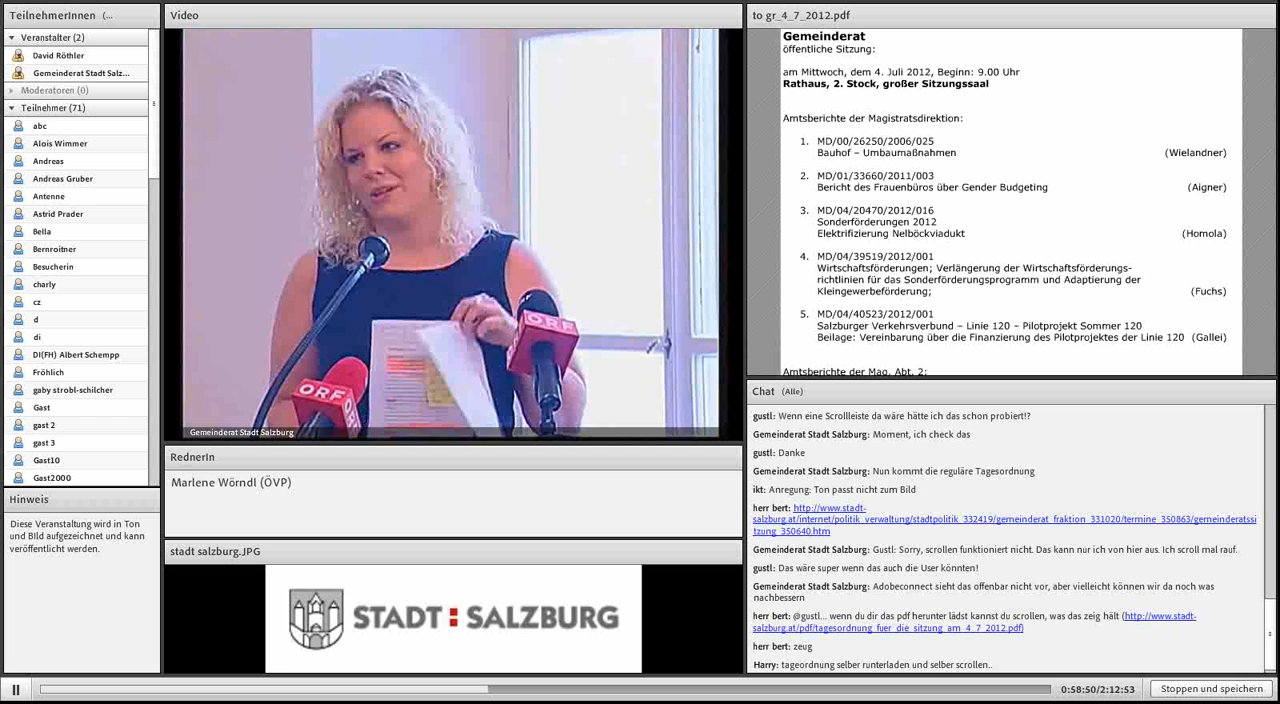 TeilnehmerInnen (...
Veranstalter (2)
David Röthler
Gemeinderat Stadt Salz...
Moderatoren (0)
Teilnehmer (71)
abc
Alois Wimmer
Andreas
Andreas Gruber
Antenne
Astrid Prader
Bella
Bernroitner
Besucherin
charly
cz
d
di
DI(FH) Albert Schempp
Fröhlich
gaby strobl-schilcher
Gast
gast 2
gast 3
Gast10
Gast2000
Hinweis
Diese Veranstaltung wird in Ton
und BIld aufgezeichnet und kann
veröffentlicht werden.
Video
ORF
ORF
Gemeinderat Stadt Salzburg
RednerIn
Marlene Wörndl (ÖVP)
stadt salzburg.JPG
STADT : SALZBURG
to gr_4_7_2012.pdf
Gemeinderat
öffentliche Sitzung:
am Mittwoch, dem 4. Juli 2012, Beginn: 9.00 Uhr
Rathaus, 2. Stock, großer Sitzungssaal
Amtsberichte der Magistratsdirektion:
1. MD/00/26250/2006/025
Bauhof – Umbaumaßnahmen (Wielandner)
2. MD/01/33660/2011/003
Bericht des Frauenbüros über Gender Budgeting (Aigner)
3. MD/04/20470/2012/016
Sonderförderungen 2012
Elektrifizierung Nelböckviadukt (Homola)
4. MD/04/39519/2012/001
Wirtschaftsförderungen; Verlängerung der Wirtschaftsförderungs-
richtlinien für das Sonderförderungsprogramm und Adaptierung der
Kleingewerbeförderung; (Fuchs)
5. MD/04/40523/2012/001
Salzburger Verkehrsverbund – Linie 120 – Pilotprojekt Sommer 120
Beilage: Vereinbarung über die Finanzierung des Pilotprojektes der Linie 120 (Gallei)
Amtsberichte der Mag. Abt. 2:
Chat (Alle)
gustl: Wenn eine Scrollleiste da wäre hätte ich das schon probiert!?
Gemeinderat Stadt Salzburg: Moment, ich check das
gustl: Danke
Gemeinderat Stadt Salzburg: Nun kommt die reguläre Tagesordnung
ikt: Anregung: Ton passt nicht zum Bild
herr bert: http://www.stadt-
salzburg.at/internet/politik_verwaltung/stadtpolitik_332419/gemeinderat_fraktion_331020/termine_350863/gemeinderatssi
tzung_350640.htm
Gemeinderat Stadt Salzburg: Gustl: Sorry, scrollen funktioniert nicht. Das kann nur ich von hier aus. Ich scroll mal rauf.
gustl: Das wäre super wenn das auch die User könnten!
Gemeinderat Stadt Salzburg: Adobeconnect sieht das offenbar nicht vor, aber vielleicht können wir da noch was
nachbessern
herr bert: @gustl... wenn du dir das pdf herunter lädst kannst du scrollen, was das zeig hält (http://www.stadt-
salzburg.at/pdf/tagesordnung_fuer_die_sitzung_am_4_7_2012.pdf)
herr bert: zeug
Harry: tageordnung selber runterladen und selber scrollen..
0:58:50/2:12:53
Stoppen und speichern